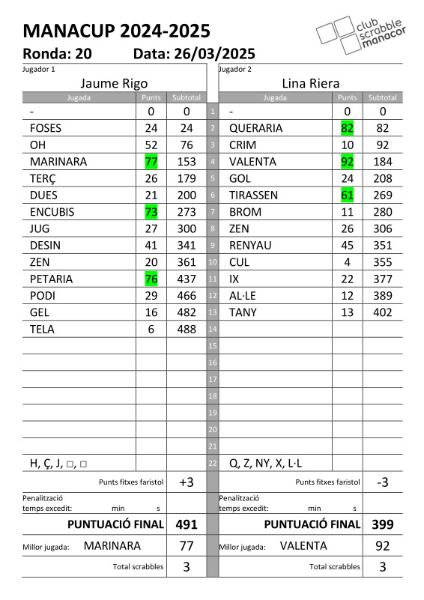 MANACUP 2024-2025
club scrabble manacor
Ronda: 20 Data: 26/03/2025
Jugador 1 Jugador 2
Jaume Rigo Lina Riera
Jugada Punts Subtotal Jugada Punts Subtotal
- 0 0 1 - 0 0
FOSES 24 24 2 QUERARIA 82 82
OH 52 76 3 CRIM 10 92
MARINARA 77 153 4 VALENTA 92 184
TERÇ 26 179 5 GOL 24 208
DUES 21 200 6 TIRASSEN 61 269
ENCUBIS 73 273 7 BROM 11 280
JUG 27 300 8 ZEN 26 306
DESIN 41 341 9 RENYAU 45 351
ZEN 20 361 10 CUL 4 355
PETARIA 76 437 11 IX 22 377
PODI 29 466 12 AL·LE 12 389
GEL 16 482 13 TANY 13 402
TELA 6 488 14
15
16
17
18
19
20
21
H, Ç, J, □, □ 22 Q, Z, NY, X, L·L
Punts fitxes faristol +3 Punts fitxes faristol -3
Penalització Penalització
temps excedit: min s temps excedit: min s
PUNTUACIÓ FINAL 491 PUNTUACIÓ FINAL 399
Millor jugada: MARINARA 77 Millor jugada: VALENTA 92
Total scrabbles 3 Total scrabbles 3